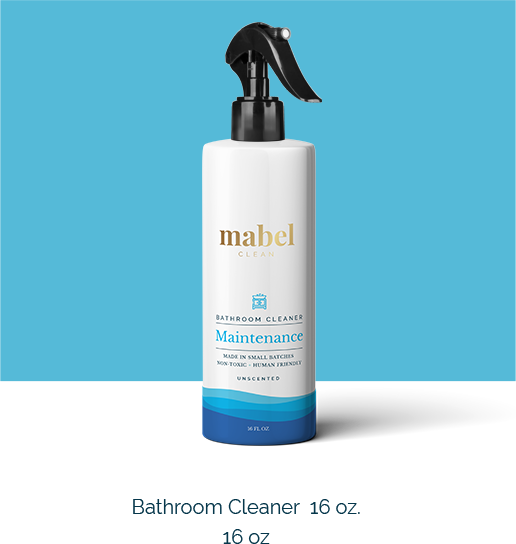 mabel
CLEAN
BATHROOM CLEANER
Maintenance
MADE IN SMALL BATCHES
NON-TOXIC • HUMAN FRIENDLY
UNSCENTED
16 FL OZ.
Bathroom Cleaner 16 oz.
16 oz